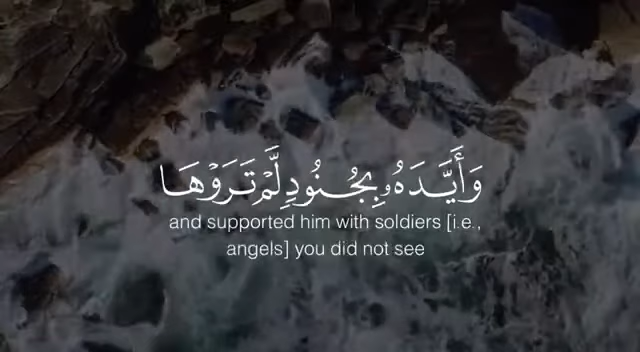 وَأَيَّدَهُۥ بِجُنُودٍ لَّمْ تَرَوْهَا
and supported him with soldiers [i.e.,
angels] you did not see